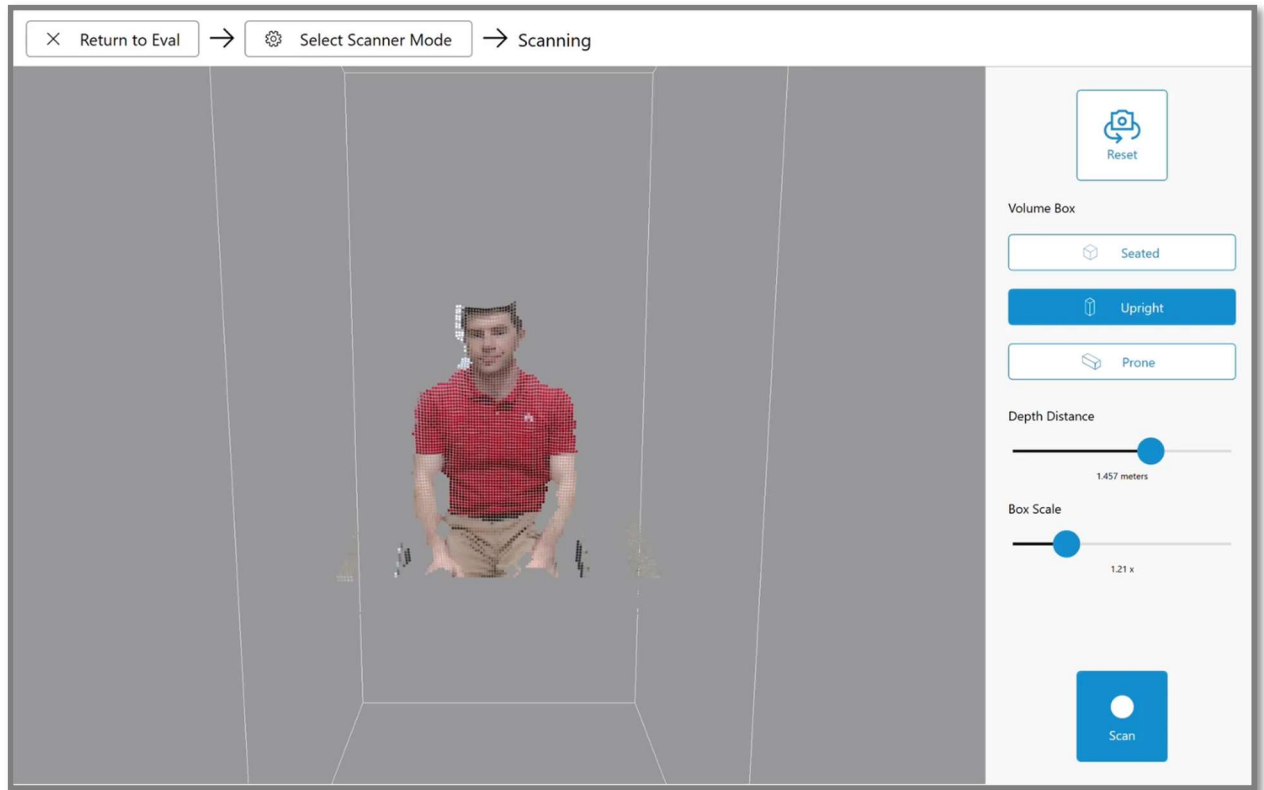 Return to Eval
Select Scanner Mode
Scanning
Reset
Volume Box
Seated
Upright
Prone
Depth Distance
1.457 meters
Box Scale
1.21 x
Scan